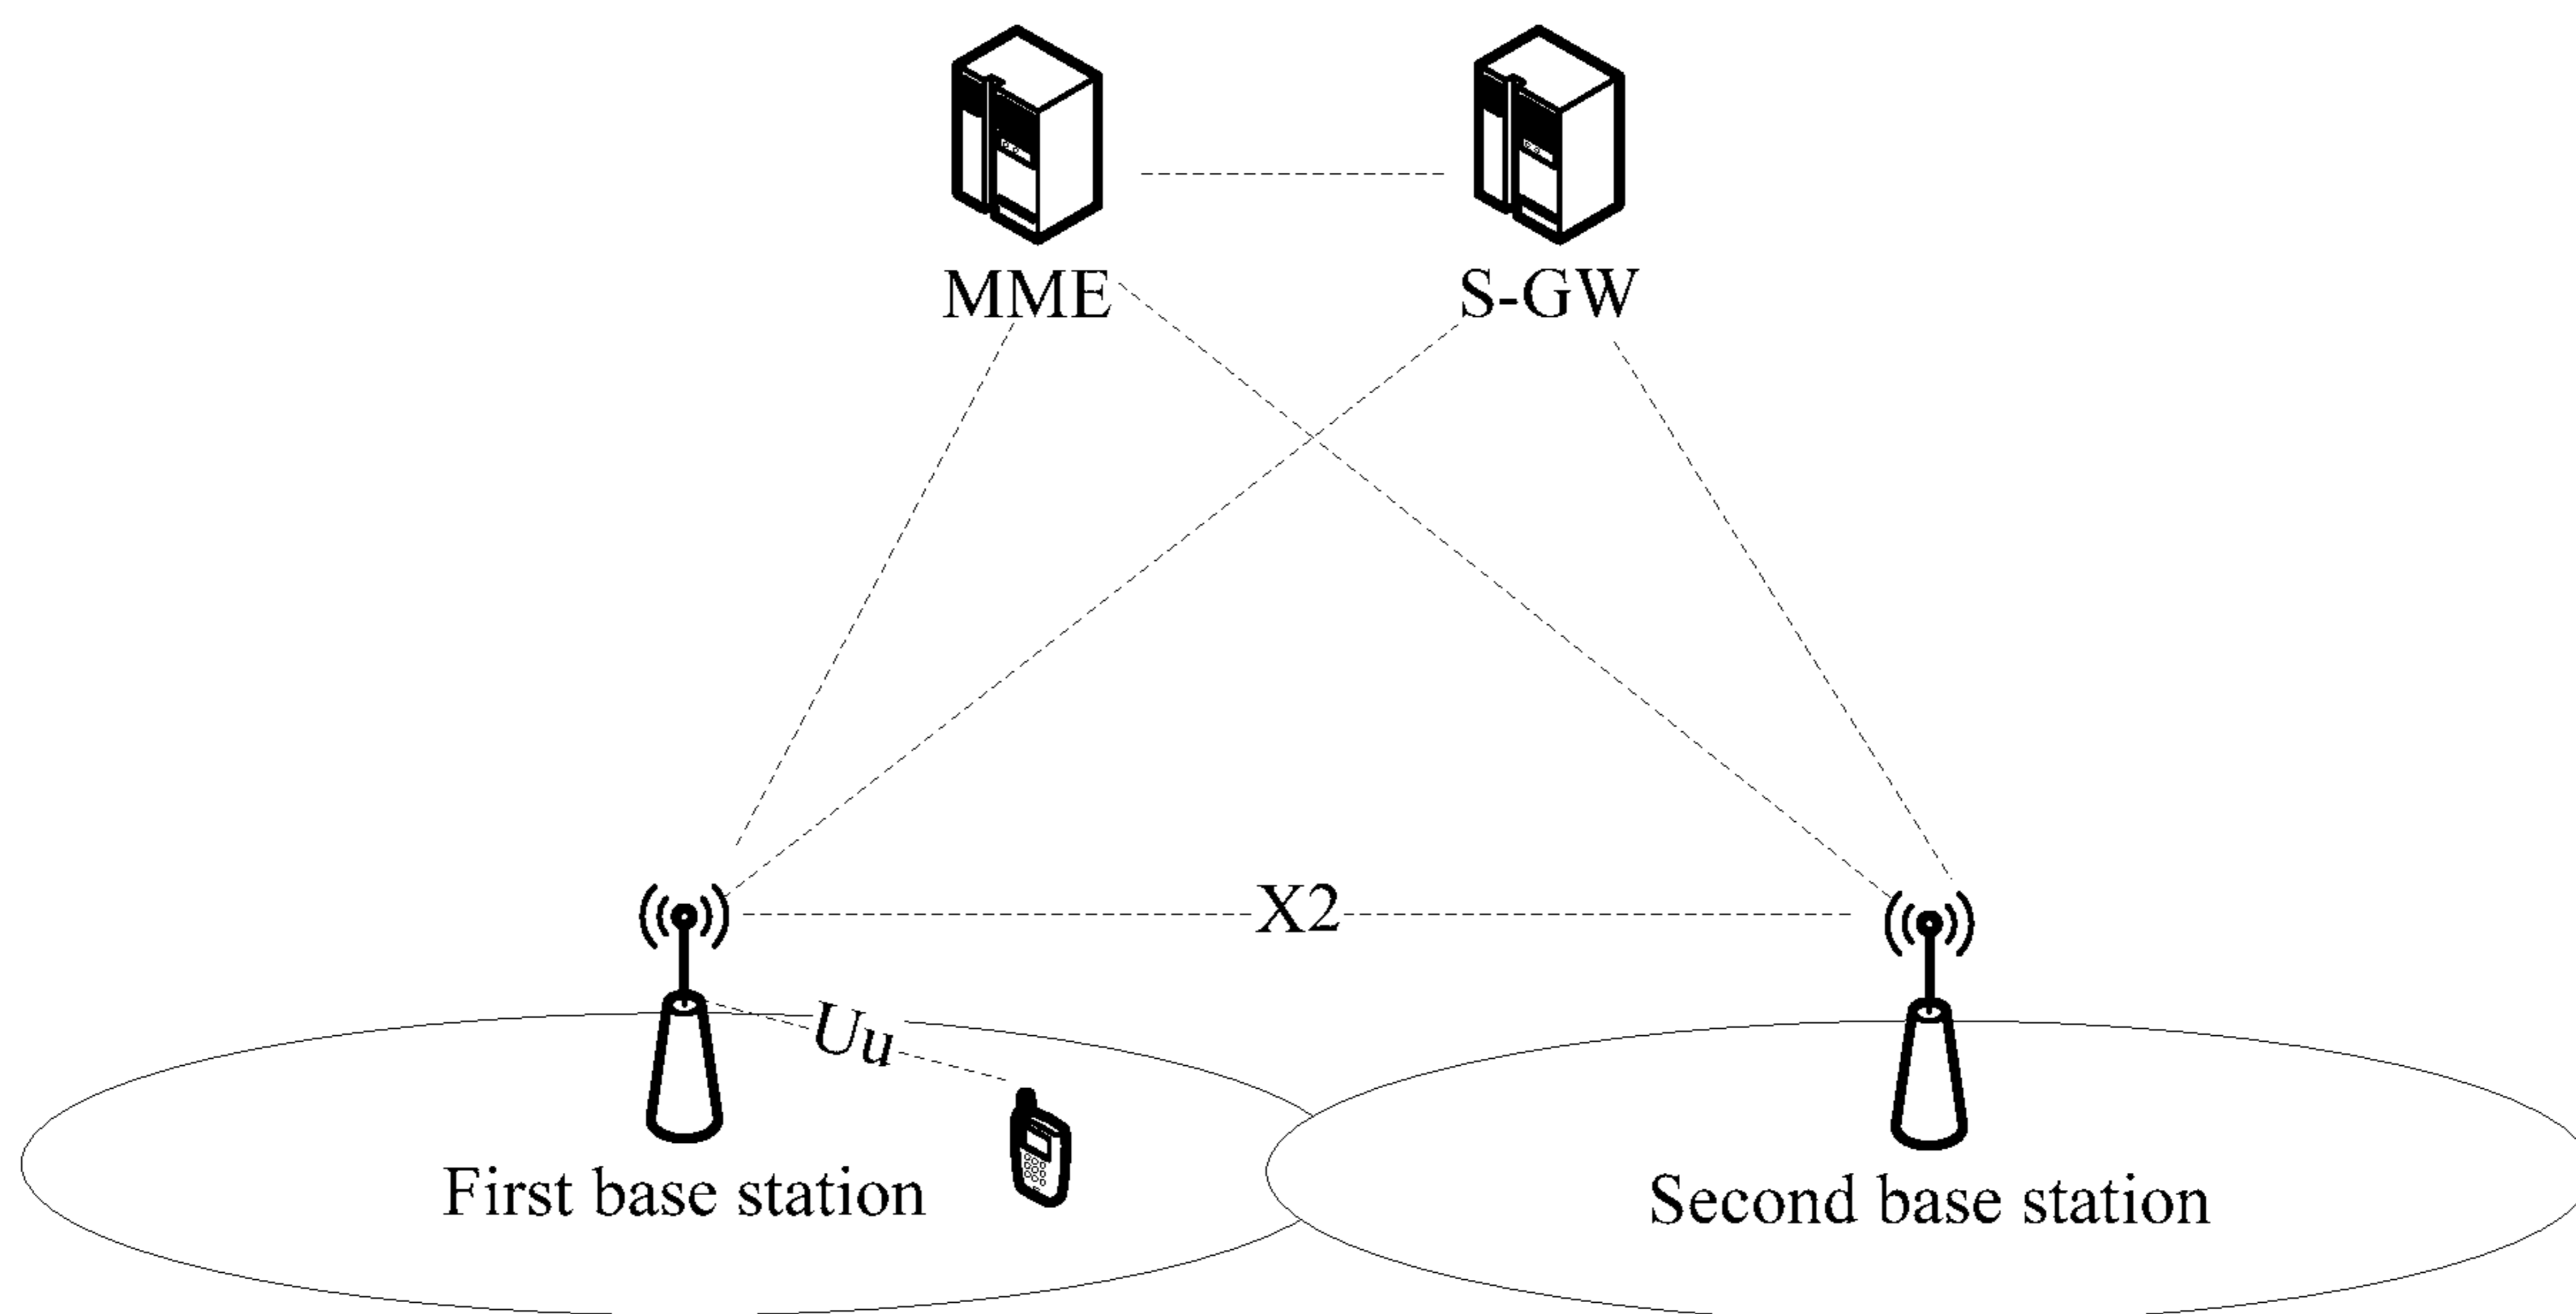 MME
S-GW
X2
Uu
First base station
Second base station